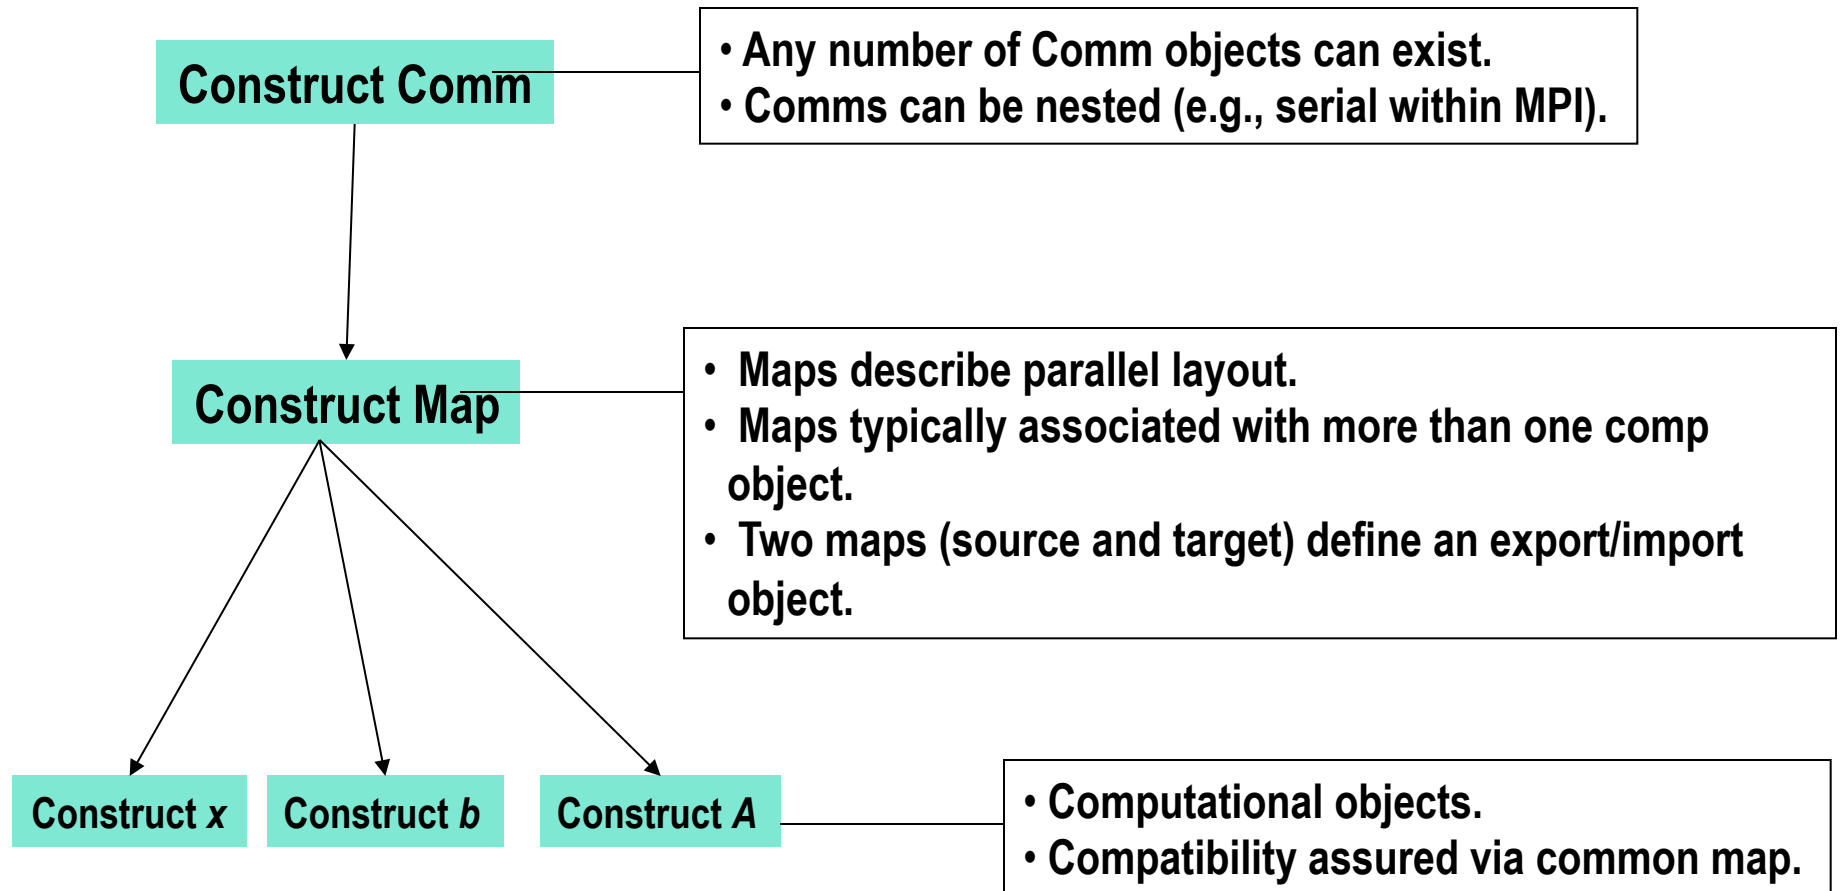 Construct Comm
• Any number of Comm objects can exist.
• Comms can be nested (e.g., serial within MPI).
Construct Map
• Maps describe parallel layout.
• Maps typically associated with more than one comp
object.
• Two maps (source and target) define an export/import
object.
Construct x
Construct b
Construct A
• Computational objects.
• Compatibility assured via common map.